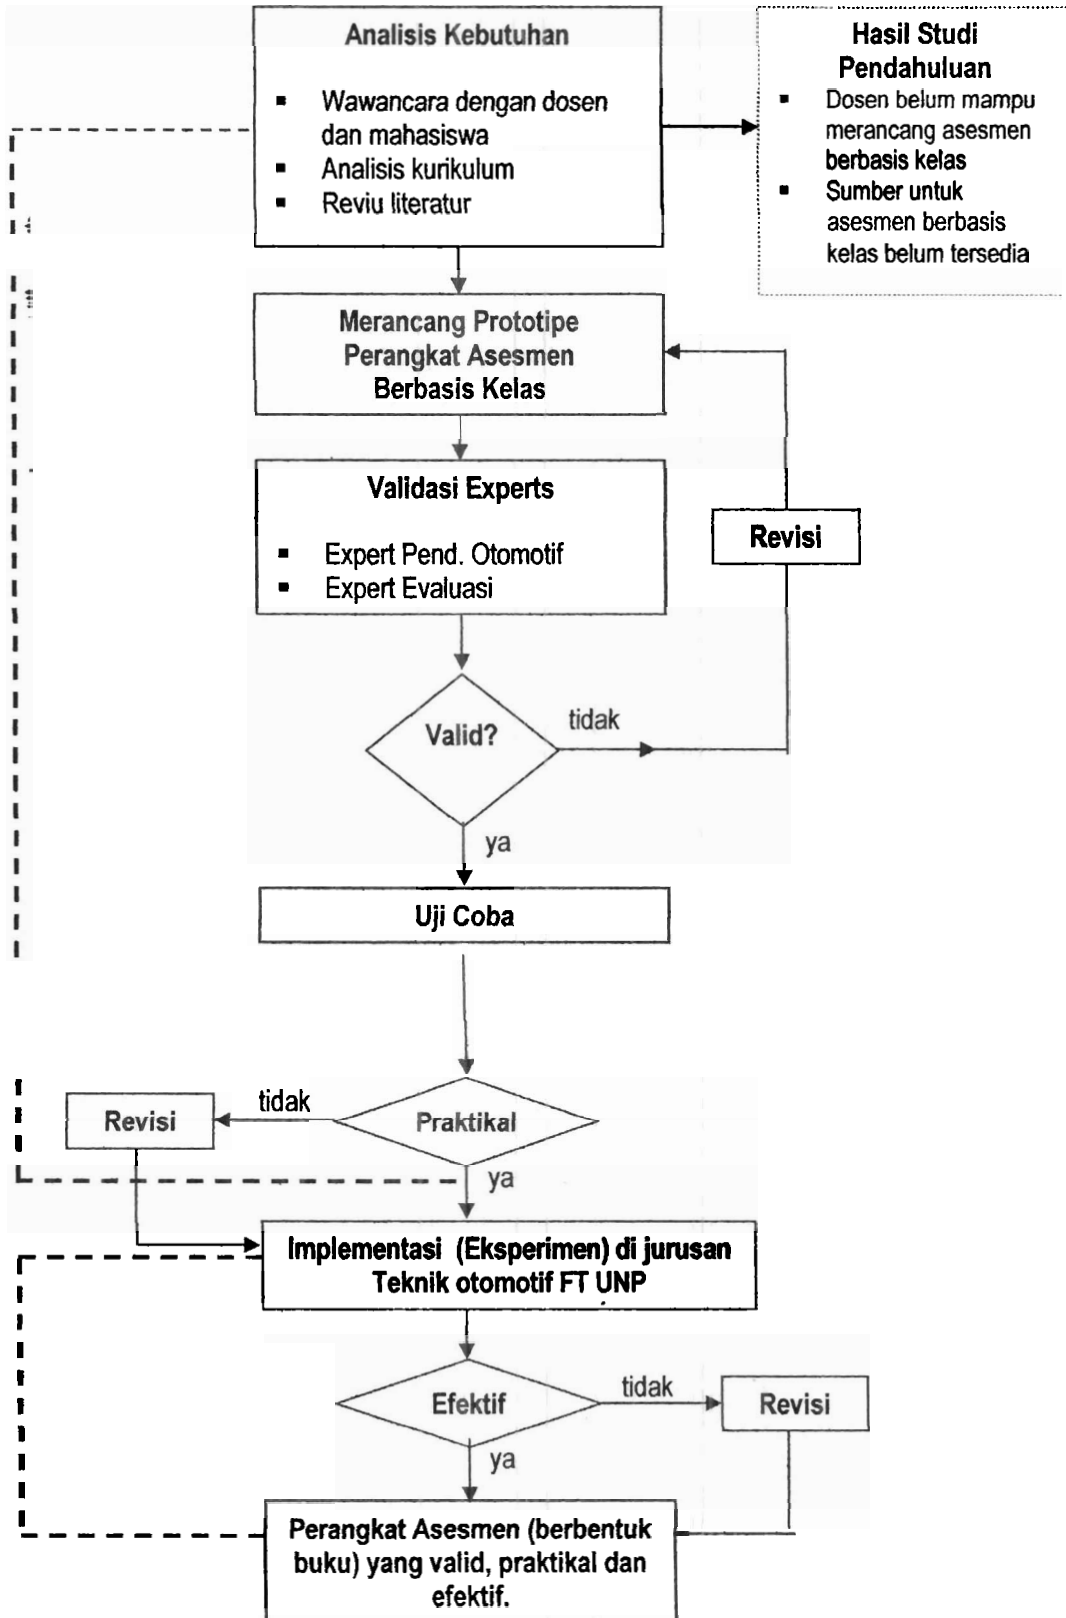 Analisis Kebutuhan
▪ Wawancara dengan dosen
dan mahasiswa
▪ Analisis kurikulum
▪ Reviu literatur
Hasil Studi
Pendahuluan
▪ Dosen belum mampu
merancang asesmen
berbasis kelas
▪ Sumber untuk
asesmen berbasis
kelas belum tersedia
Merancang Prototipe
Perangkat Asesmen
Berbasis Kelas
Validasi Experts
▪ Expert Pend. Otomotif
▪ Expert Evaluasi
Revisi
Valid?
tidak
ya
Uji Coba
Praktikal
tidak
Revisi
ya
Implementasi (Eksperimen) di jurusan
Teknik otomotif FT UNP
Efektif
tidak
Revisi
ya
Perangkat Asesmen (berbentuk
buku) yang valid, praktikal dan
efektif.